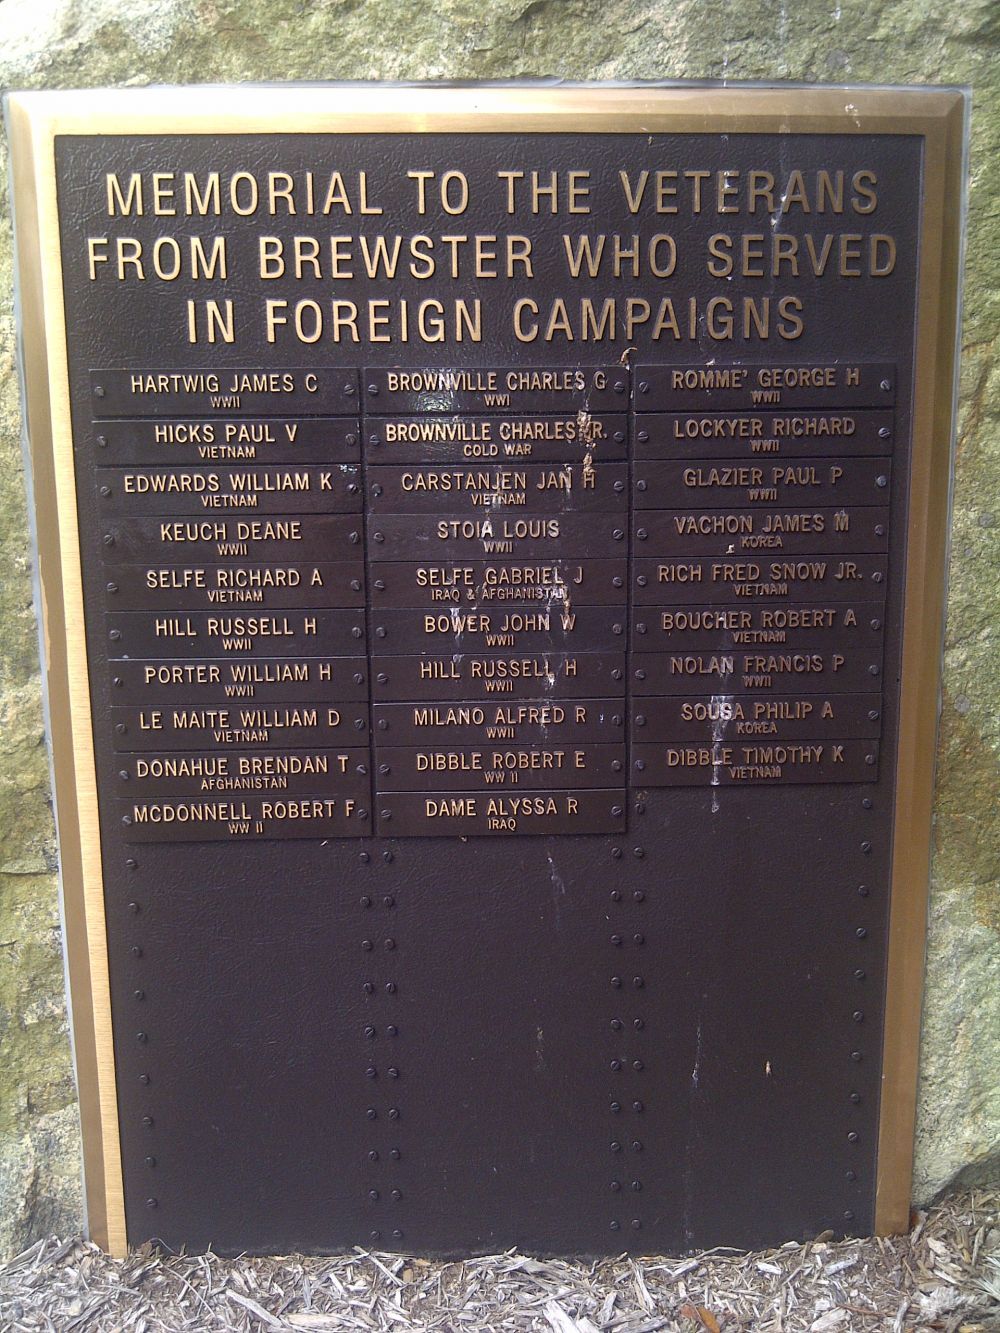 MEMORIAL TO THE VETERANS
FROM BREWSTER WHO SERVED
IN FOREIGN CAMPAIGNS
HARTWIG JAMES C
WWII
HICKS PAUL V
VIETNAM
EDWARDS WILLIAM K
VIETNAM
KEUCH DEANE
WWII
SELFE RICHARD A
VIETNAM
HILL RUSSELL H
WWII
PORTER WILLIAM H
WWII
LE MAITE WILLIAM D
VIETNAM
DONAHUE BRENDAN T
AFGHANISTAN
MCDONNELL ROBERT F
WW II
BROWNVILLE CHARLES G
WWI
BROWNVILLE CHARLES JR.
COLD WAR
CARSTANJEN JAN H
VIETNAM
STOIA LOUIS
WWII
SELFE GABRIEL J
IRAQ & AFGHANISTAN
BOWER JOHN W
WWII
HILL RUSSELL H
WWII
MILANO ALFRED R
WWII
DIBBLE ROBERT E
WW II
DAME ALYSSA R
IRAQ
ROMME' GEORGE H
WWII
LOCKYER RICHARD
WWII
GLAZIER PAUL P
WWII
VACHON JAMES M
KOREA
RICH FRED SNOW JR.
VIETNAM
BOUCHER ROBERT A
VIETNAM
NOLAN FRANCIS P
WWII
SOUSA PHILIP A
KOREA
DIBBLE TIMOTHY K
VIETNAM